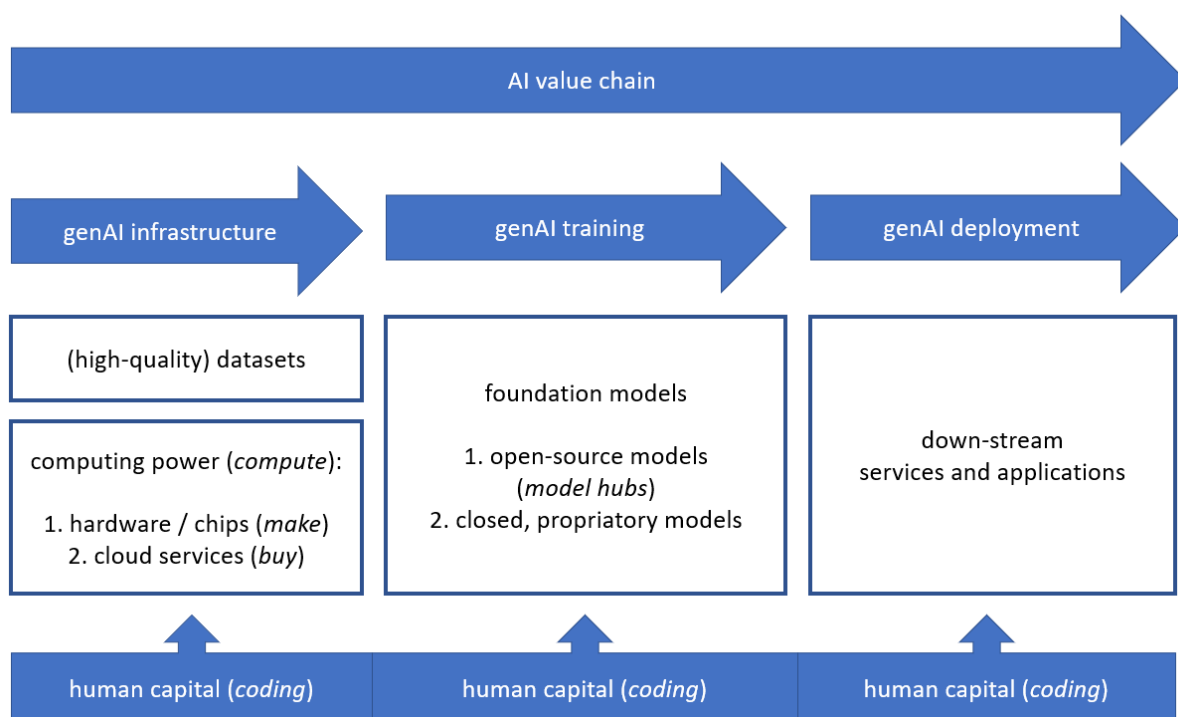 AI value chain
genAI infrastructure
genAI training
genAI deployment
(high-quality) datasets
computing power (compute):
1. hardware / chips (make)
2. cloud services (buy)
foundation models
1. open-source models
(model hubs)
2. closed, propriatory models
down-stream
services and applications
human capital (coding)
human capital (coding)
human capital (coding)